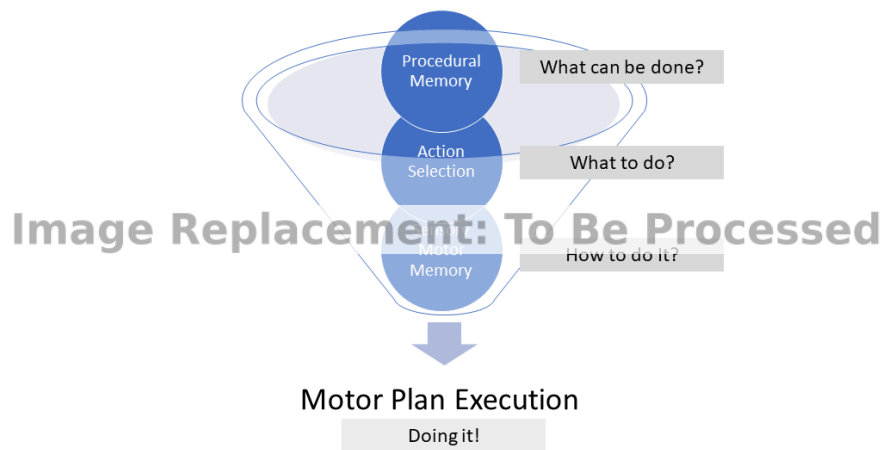 Procedural
Memory
What can be done?
Action
Selection
What to do?
Image Replacement: To Be Processed
Sensory
Motor
Memory
How to do it?
Motor Plan Execution
Doing it!